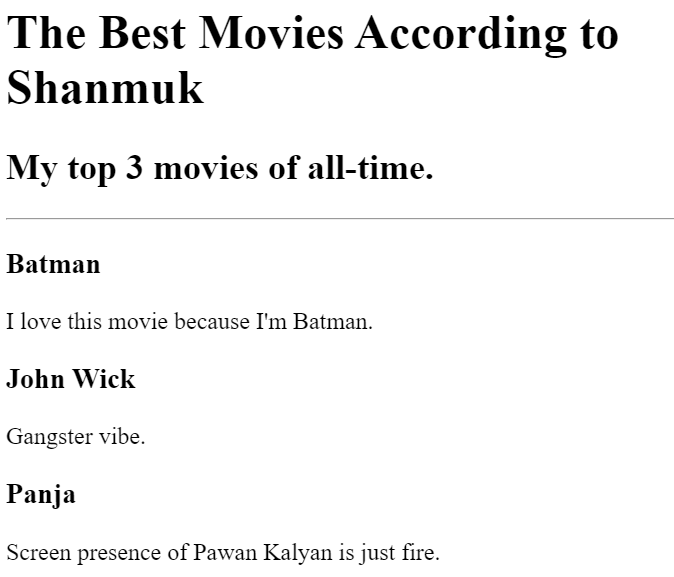 The Best Movies According to
Shanmuk
My top 3 movies of all-time.
Batman
I love this movie because I'm Batman.
John Wick
Gangster vibe.
Panja
Screen presence of Pawan Kalyan is just fire.